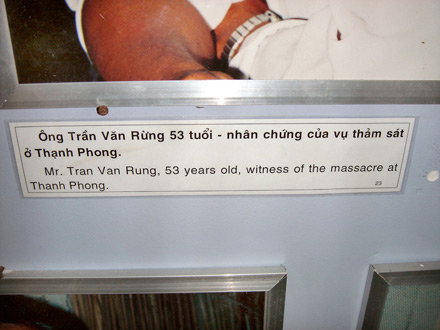 Ông Trần Văn Rừng 53 tuổi - nhân chứng của vụ thảm sát
ở Thạnh Phong.
Mr. Tran Van Rung, 53 years old, witness of the massacre at
Thanh Phong.
23